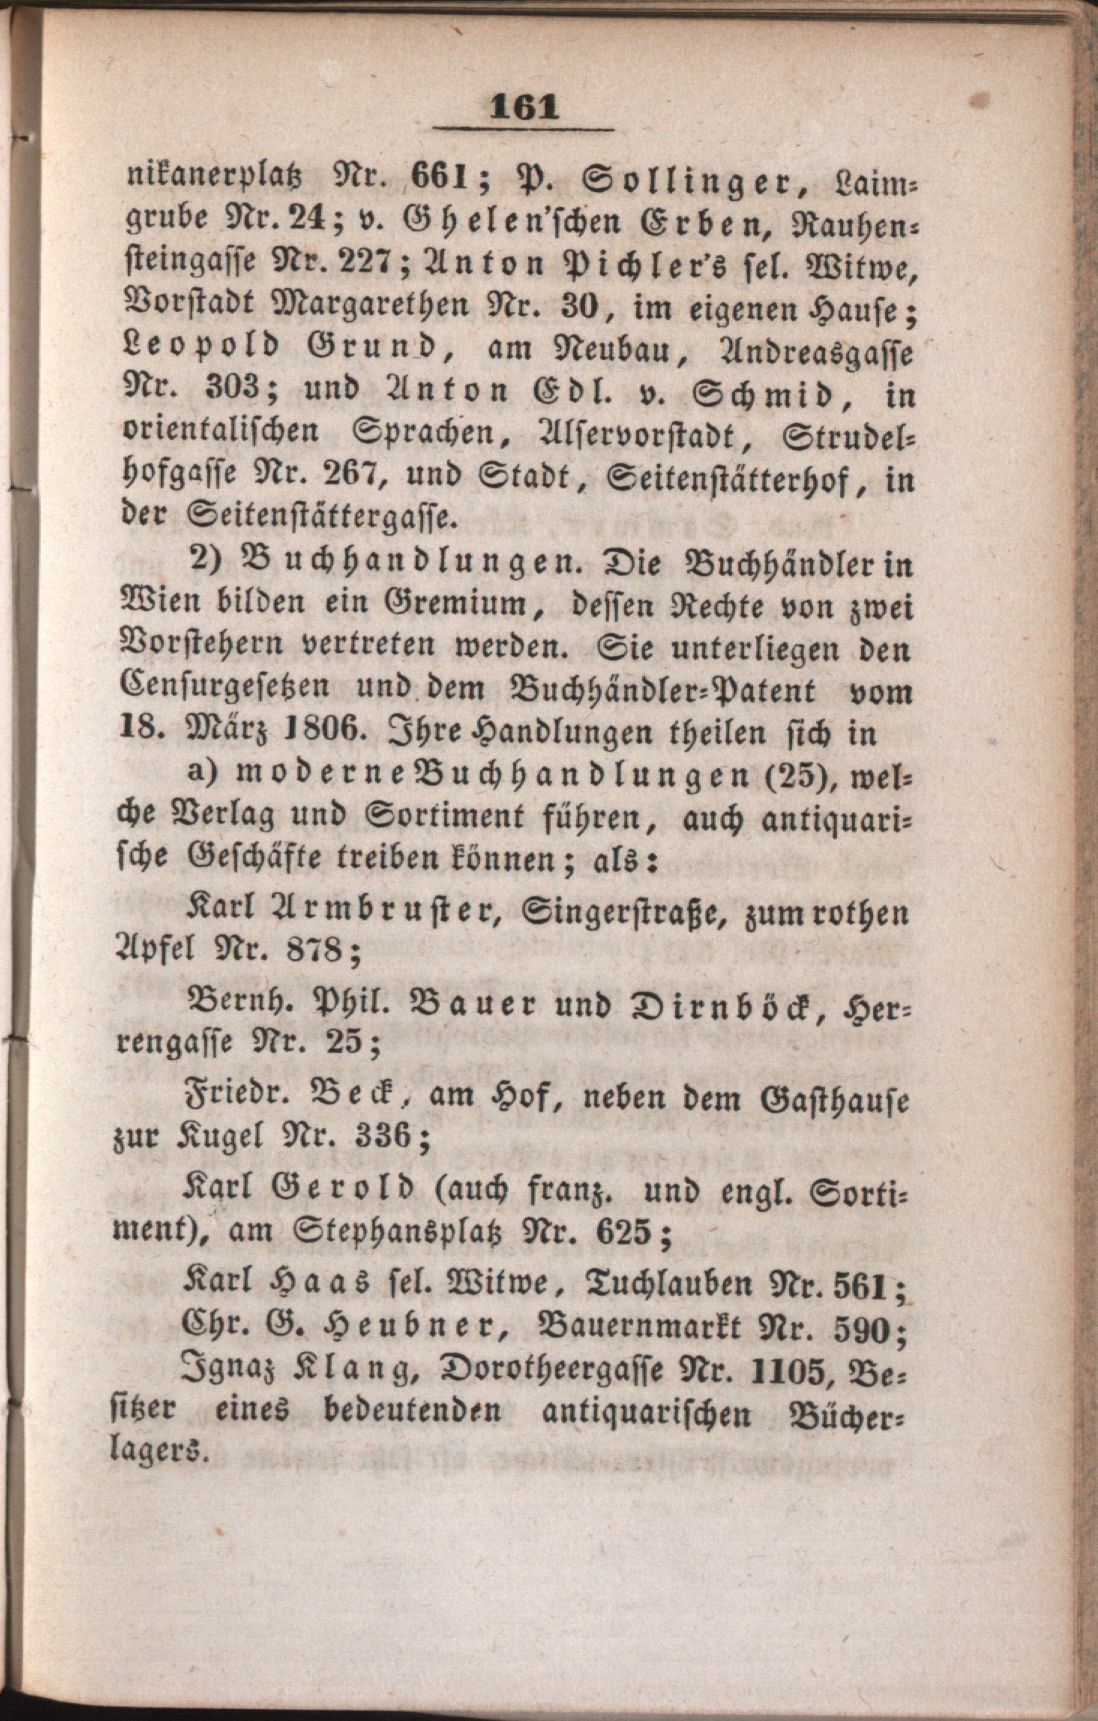 161
nikanerplatz Nr. 661; P. Sollinger, Laim-
grube Nr. 24; v. Ghelen'schen Erben, Rauhen-
steingasse Nr. 227; Anton Pichler's sel. Witwe,
Vorstadt Margarethen Nr. 30, im eigenen Hause;
Leopold Grund, am Neubau, Andreasgasse
Nr. 303; und Anton Edl. v. Schmid, in
orientalischen Sprachen, Alservorstadt, Strudel-
hofgasse Nr. 267, und Stadt, Seitenstätterhof, in
der Seitenstättergasse.
2) Buchhandlungen. Die Buchhändler in
Wien bilden ein Gremium, dessen Rechte von zwei
Vorstehern vertreten werden. Sie unterliegen den
Censurgesetzen und dem Buchhändler-Patent vom
18. März 1806. Ihre Handlungen theilen sich in
a) moderne Buchhandlungen (25), wel-
che Verlag und Sortiment führen, auch antiquari-
sche Geschäfte treiben können; als:
Karl Armbruster, Singerstraße, zum rothen
Apfel Nr. 878;
Bernh. Phil. Bauer und Dirnböck, Her-
rengasse Nr. 25;
Friedr. Beck, am Hof, neben dem Gasthause
zur Kugel Nr. 336;
Karl Gerold (auch franz. und engl. Sorti-
ment), am Stephansplatz Nr. 625;
Karl Haas sel. Witwe, Tuchlauben Nr. 561;
Chr. G. Heubner, Bauernmarkt Nr. 590;
Ignaz Klang, Dorotheergasse Nr. 1105, Be-
sitzer eines bedeutenden antiquarischen Bücher-
lagers.